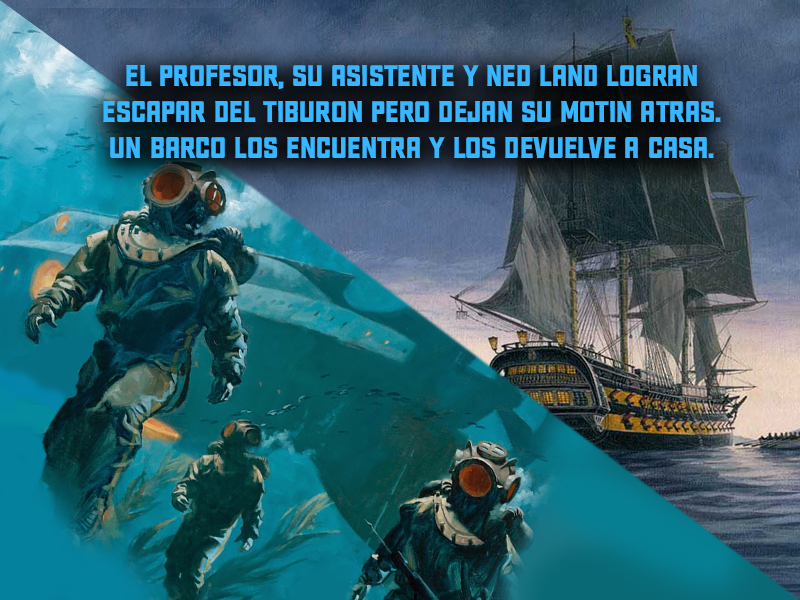 EL PROFESOR, SU ASISTENTE Y NED LAND LOGRAN
ESCAPAR DEL TIBURON PERO DEJAN SU MOTIN ATRAS.
UN BARCO LOS ENCUENTRA Y LOS DEVUELVE A CASA.